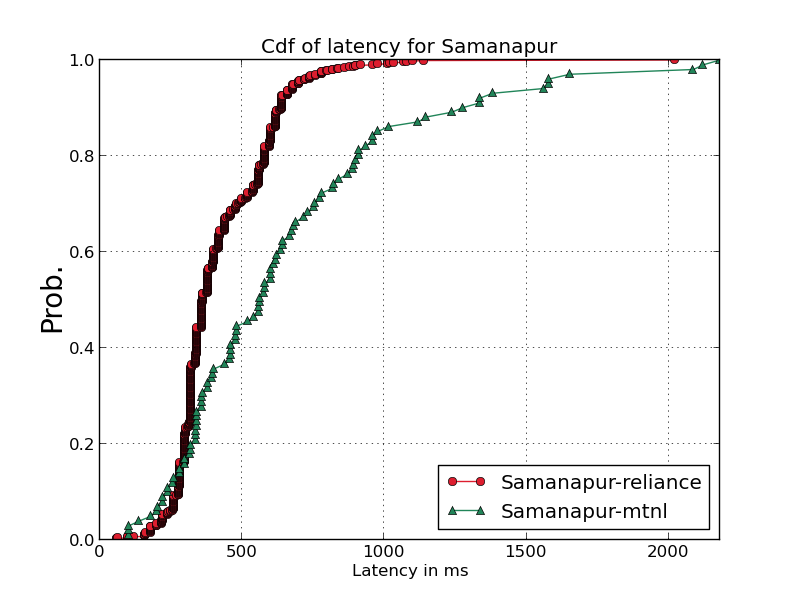 Cdf of latency for Samanapur
Prob.
1.0
0.8
0.6
0.4
0.2
0.0
0
500
1000
1500
2000
Latency in ms
Samanapur-reliance
Samanapur-mtnl